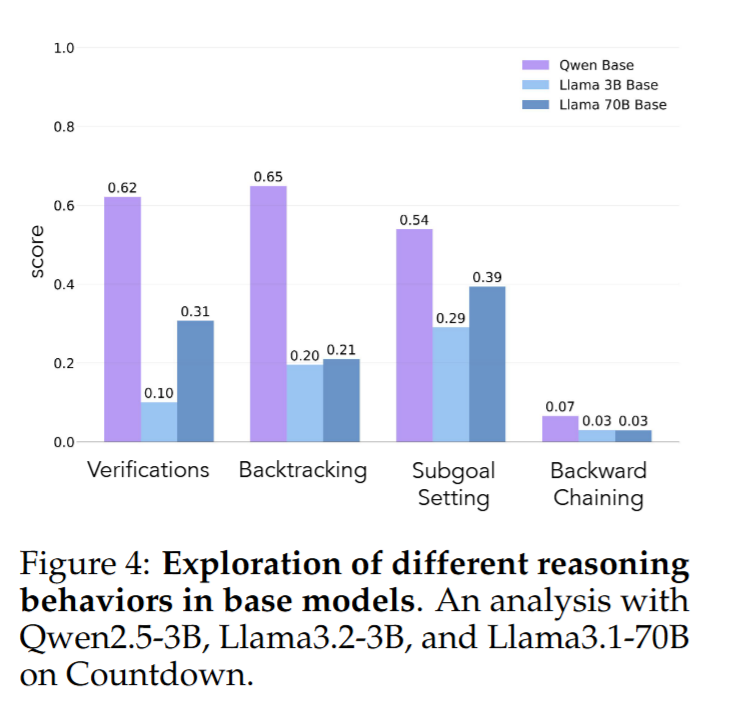 1.0
Qwen Base
Llama 3B Base
Llama 70B Base
0.8
0.65
0.62
0.6
0.54
score
0.4
0.39
0.31
0.29
0.20 0.21
0.2
0.10
0.07
0.03 0.03
0.0
Verifications Backtracking Subgoal Setting Backward Chaining
Figure 4: Exploration of different reasoning
behaviors in base models. An analysis with
Qwen2.5-3B, Llama3.2-3B, and Llama3.1-70B
on Countdown.